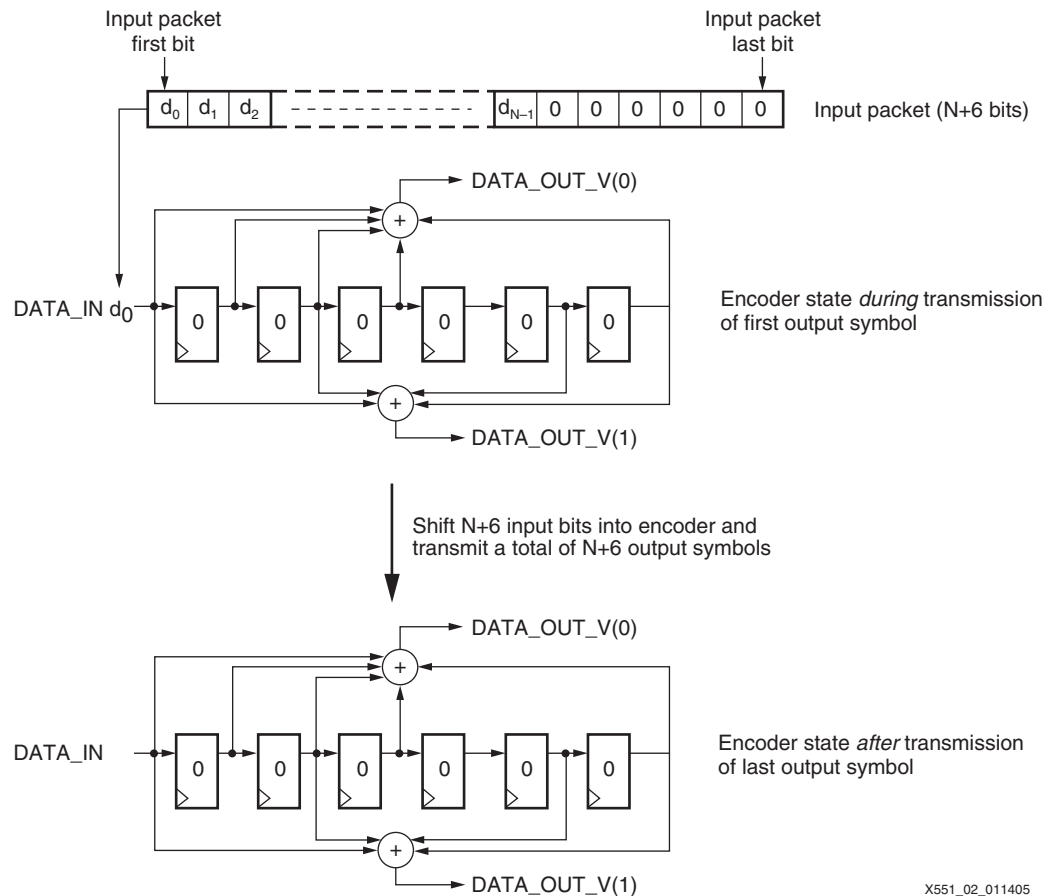 Input packet
first bit
Input packet
last bit
d0 d1 d2 dN–1 0 0 0 0 0 0
Input packet (N+6 bits)
DATA_OUT_V(0)
+
DATA_IN d0
0 0 0 0 0 0
Encoder state during transmission
of first output symbol
+
DATA_OUT_V(1)
Shift N+6 input bits into encoder and
transmit a total of N+6 output symbols
DATA_OUT_V(0)
+
DATA_IN
0 0 0 0 0 0
Encoder state after transmission
of last output symbol
+
DATA_OUT_V(1)
X551_02_011405